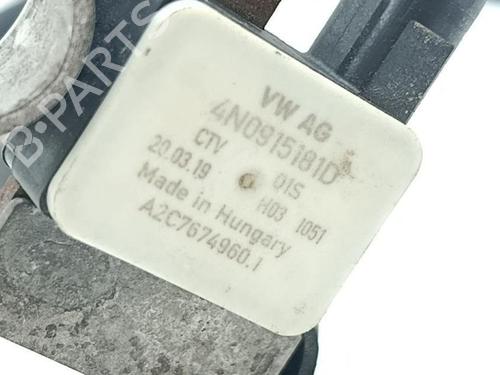 VW AG
4N0915181D
CTV 01S
20.03.19 H03 1051
Made in Hungary
A2C7674960.1
B-PARTS